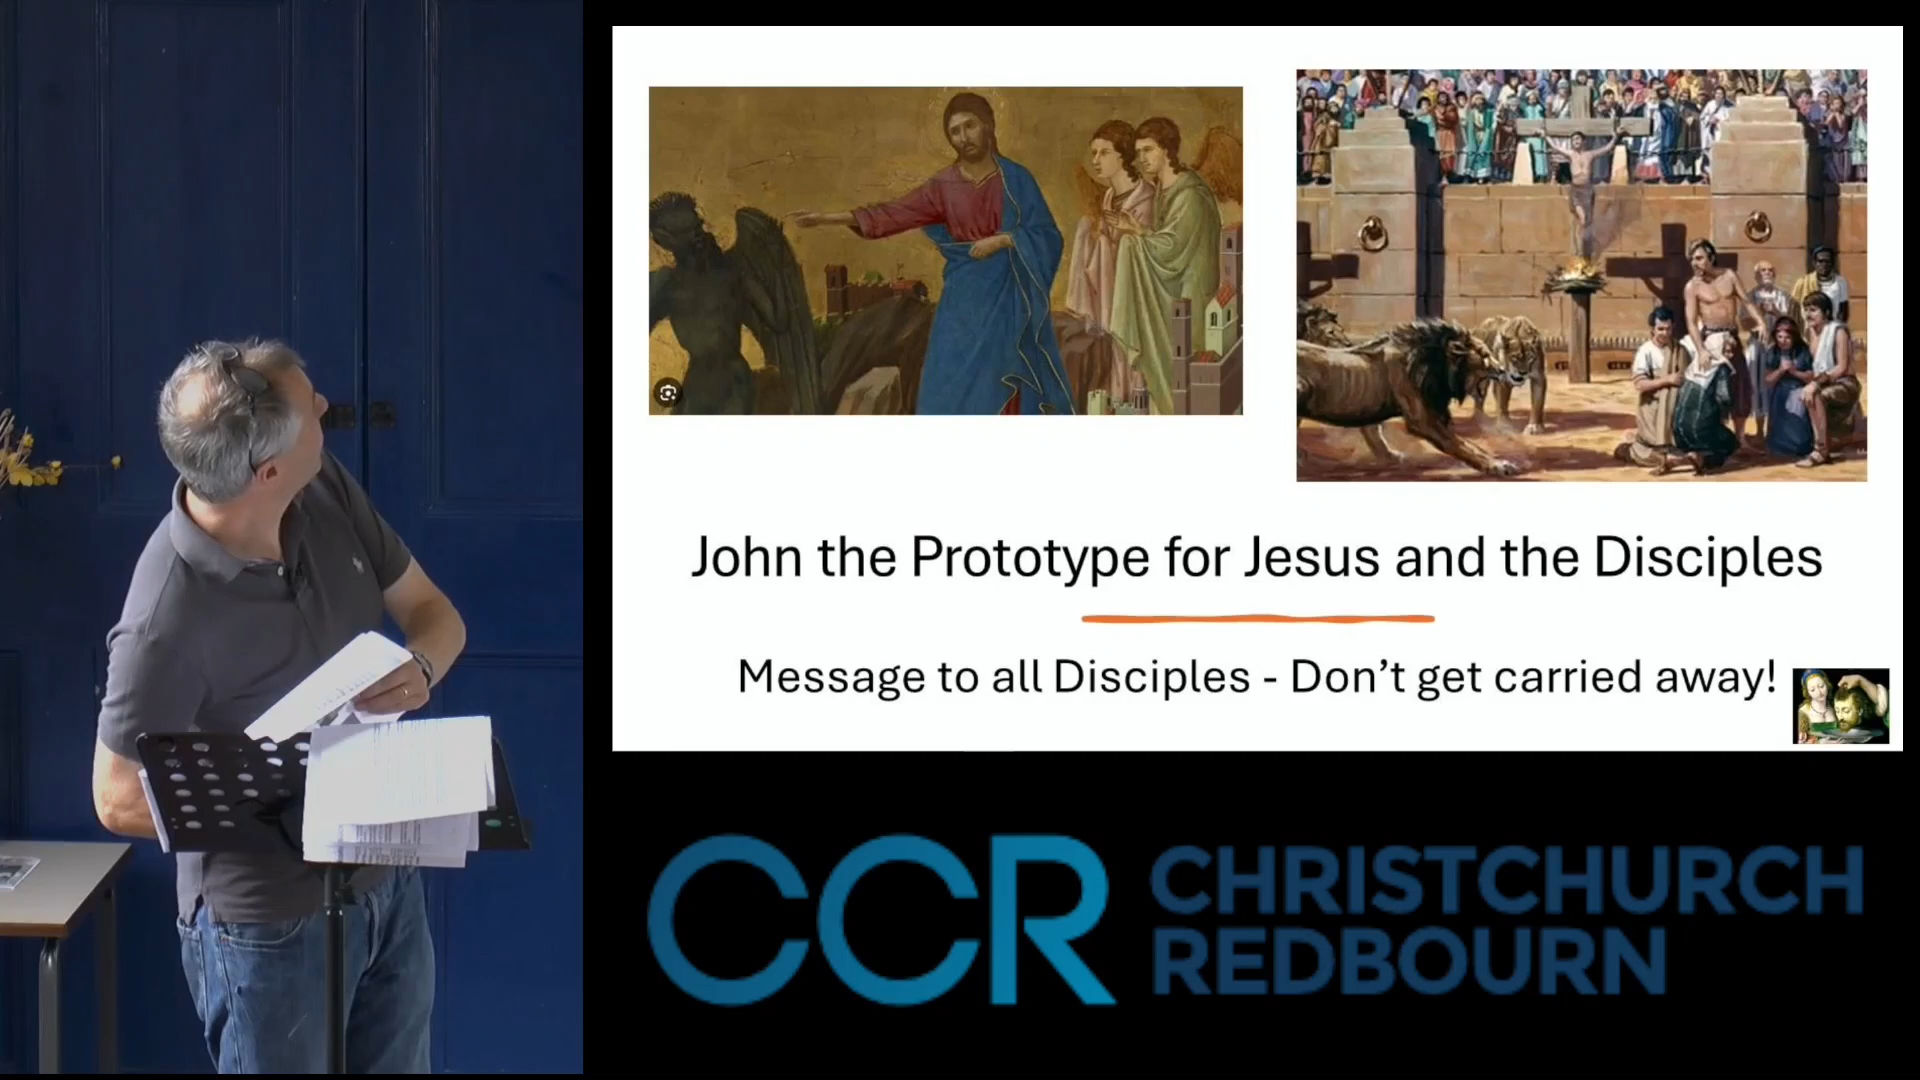 John the Prototype for Jesus and the Disciples
Message to all Disciples - Don’t get carried away!
CCR CHRISTCHURCH
REDBOURN